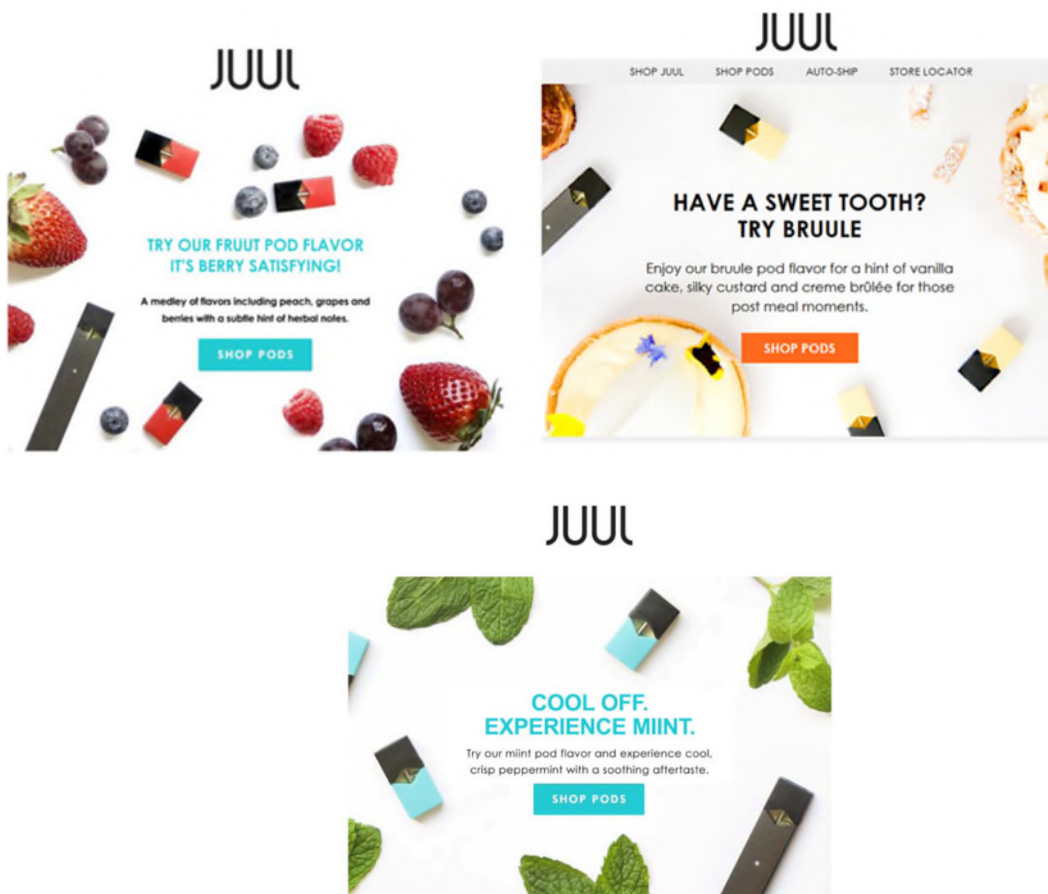 JUUL
TRY OUR FRUUT POD FLAVOR
IT'S BERRY SATISFYING!
A medley of flavors including peach, grapes and
berries with a subtle hint of herbal notes.
SHOP PODS
JUUL
SHOP JUUL SHOP PODS AUTO-SHIP STORE LOCATOR
HAVE A SWEET TOOTH?
TRY BRUULE
Enjoy our bruule pod flavor for a hint of vanilla
cake, silky custard and creme brûlée for those
post meal moments.
SHOP PODS
JUUL
COOL OFF.
EXPERIENCE MIINT.
Try our miint pod flavor and experience cool,
crisp peppermint with a soothing aftertaste.
SHOP PODS